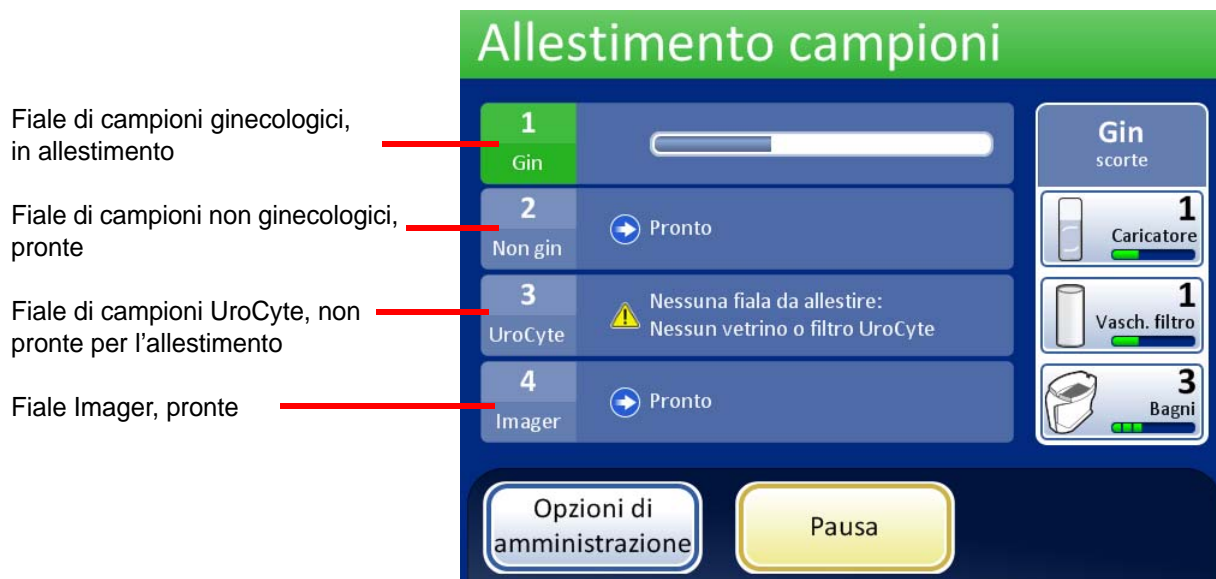 Allestimento campioni
Fiale di campioni ginecologici,
in allestimento
Fiale di campioni non ginecologici,
pronte
Fiale di campioni UroCyte, non
pronte per l'allestimento
Fiale Imager, pronte
1
Gin
2
Non gin
Pronto
3
UroCyte
Nessuna fiala da allestire:
Nessun vetrino o filtro UroCyte
4
Imager
Pronto
Gin
scorte
1
Caricatore
1
Vasch. filtro
3
Bagni
Opzioni di
amministrazione
Pausa